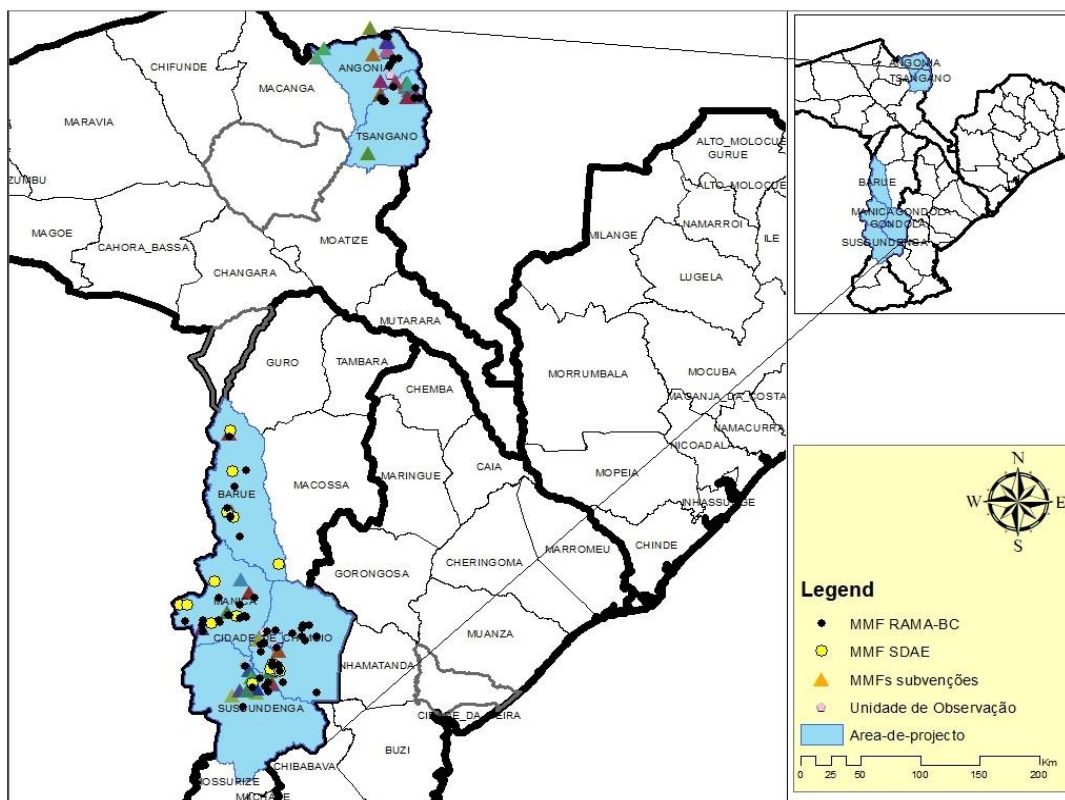 CHIFUNDE
ANGONIA
MACANGA
MARAVIA
TSANGANO
ZUMBU
ALTO_MOLOCUE
GURUE
ALTO_MOLOCUE
MAGOE
CAHORA_BASSA
MOATIZE
MILANGE
NAMARROI
ILE
CHANGARA
LUGELA
MUTARARA
GURO
TAMBARA
CHEMBA
MORRUMBALA
MOCUBA
MAGANJA_DA_COSTA
NAMACURRA
NICOADALA
MARINGUE
CAIA
MOPEIA
BARUE
MACOSSA
INHASSUNGE
MARROMEU
CHINDE
CHERINGOMA
GORONGOSA
MANICA
MUANZA
NHAMATANDA
SUSSUNDENGA
BUZI
CHIBABAVA
ANGONIA
TSANGANO
BARUE
MANICA
GONDOLA
GONDOLA
SUSSUNDENGA
N
W
E
S
Legend
MMF RAMA-BC
MMF SDAE
MMFs subvenções
Unidade de Observação
Area-de-projecto
Km
0 25 50 100 150 200